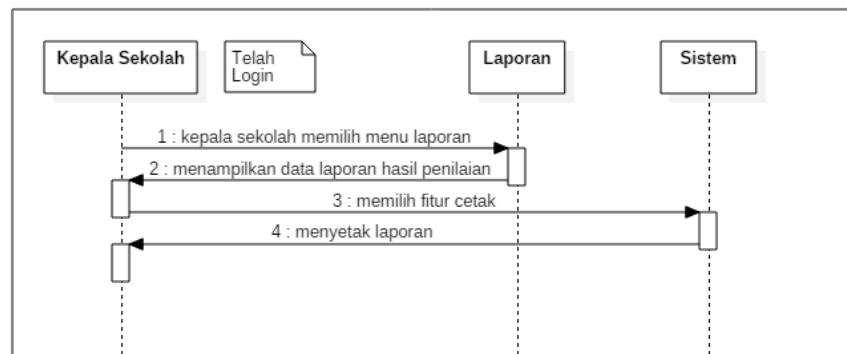 Kepala Sekolah
Telah
Login
Laporan
Sistem
1 : kepala sekolah memilih menu laporan
2 : menampilkan data laporan hasil penilaian
3 : memilih fitur cetak
4 : menyetak laporan